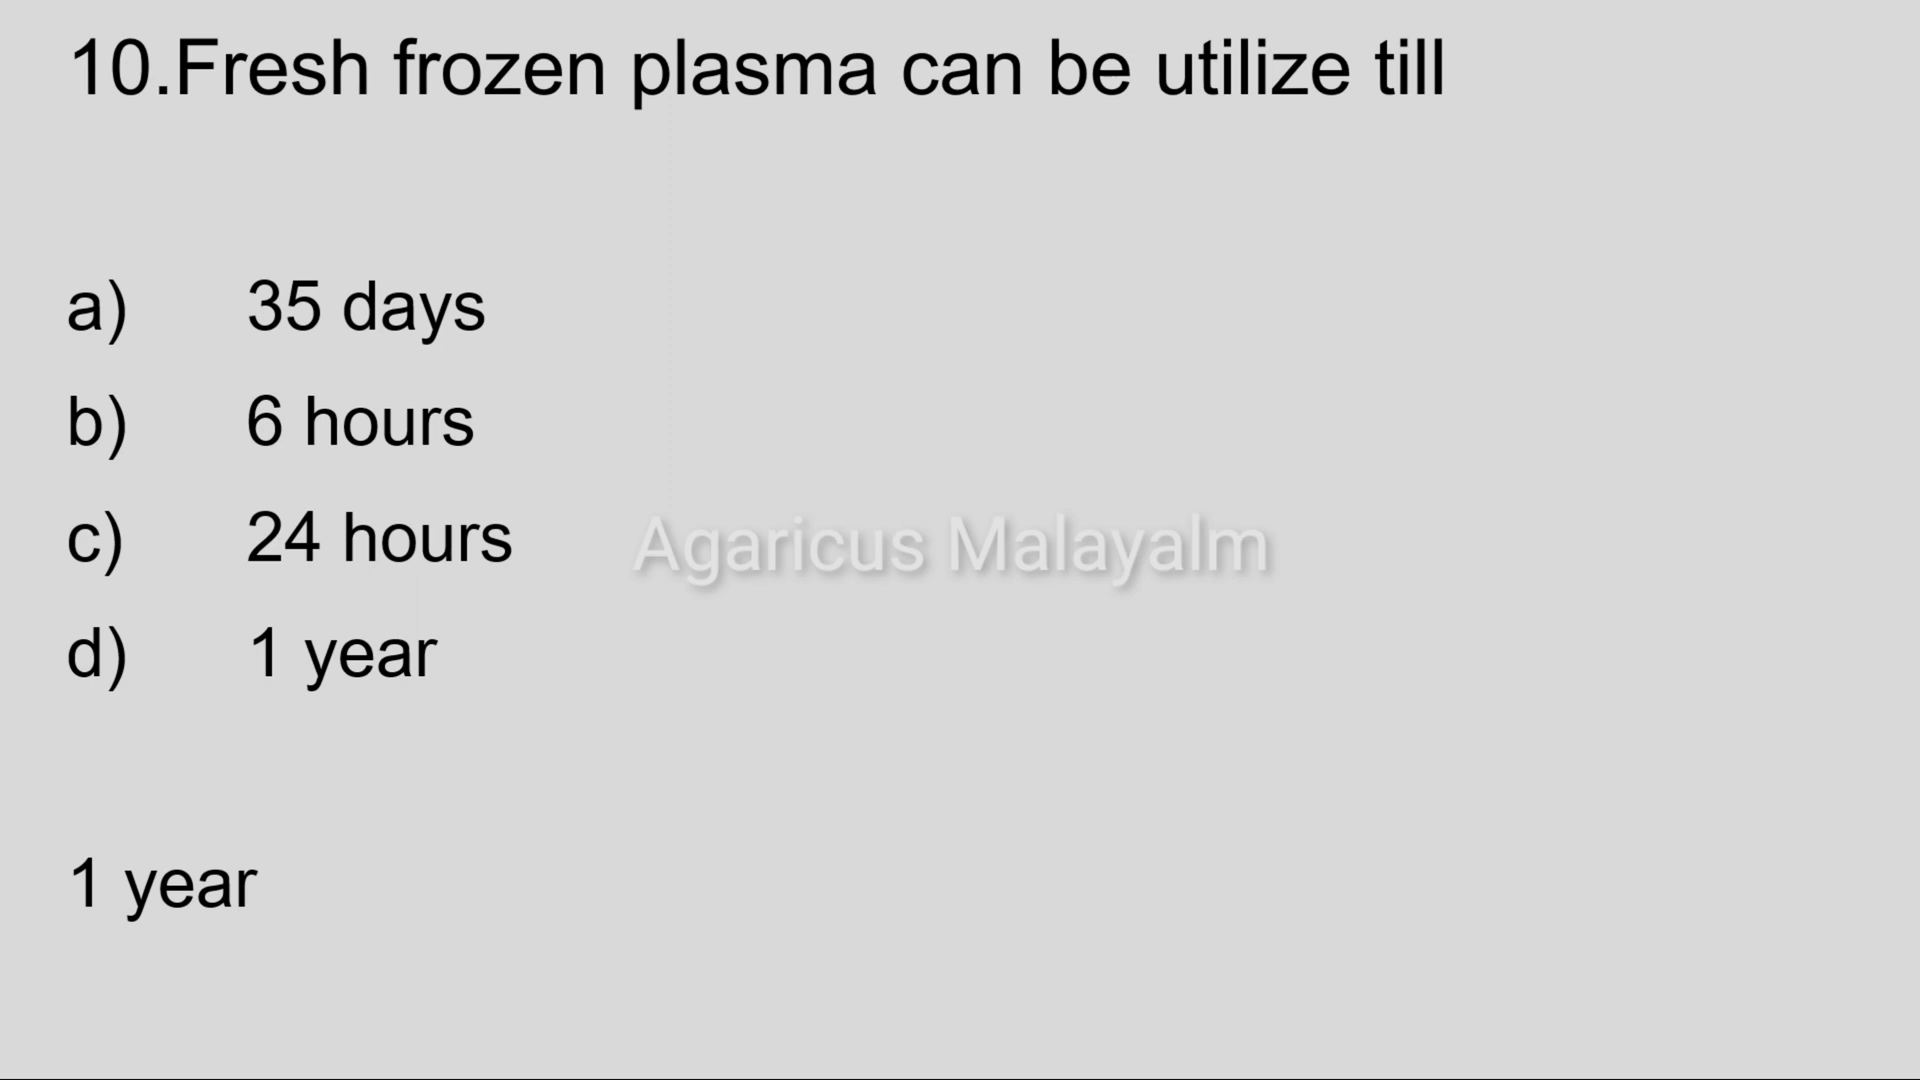 10.Fresh frozen plasma can be utilize till
a) 35 days
b) 6 hours
c) 24 hours
Agaricus Malayalm
d) 1 year
1 year